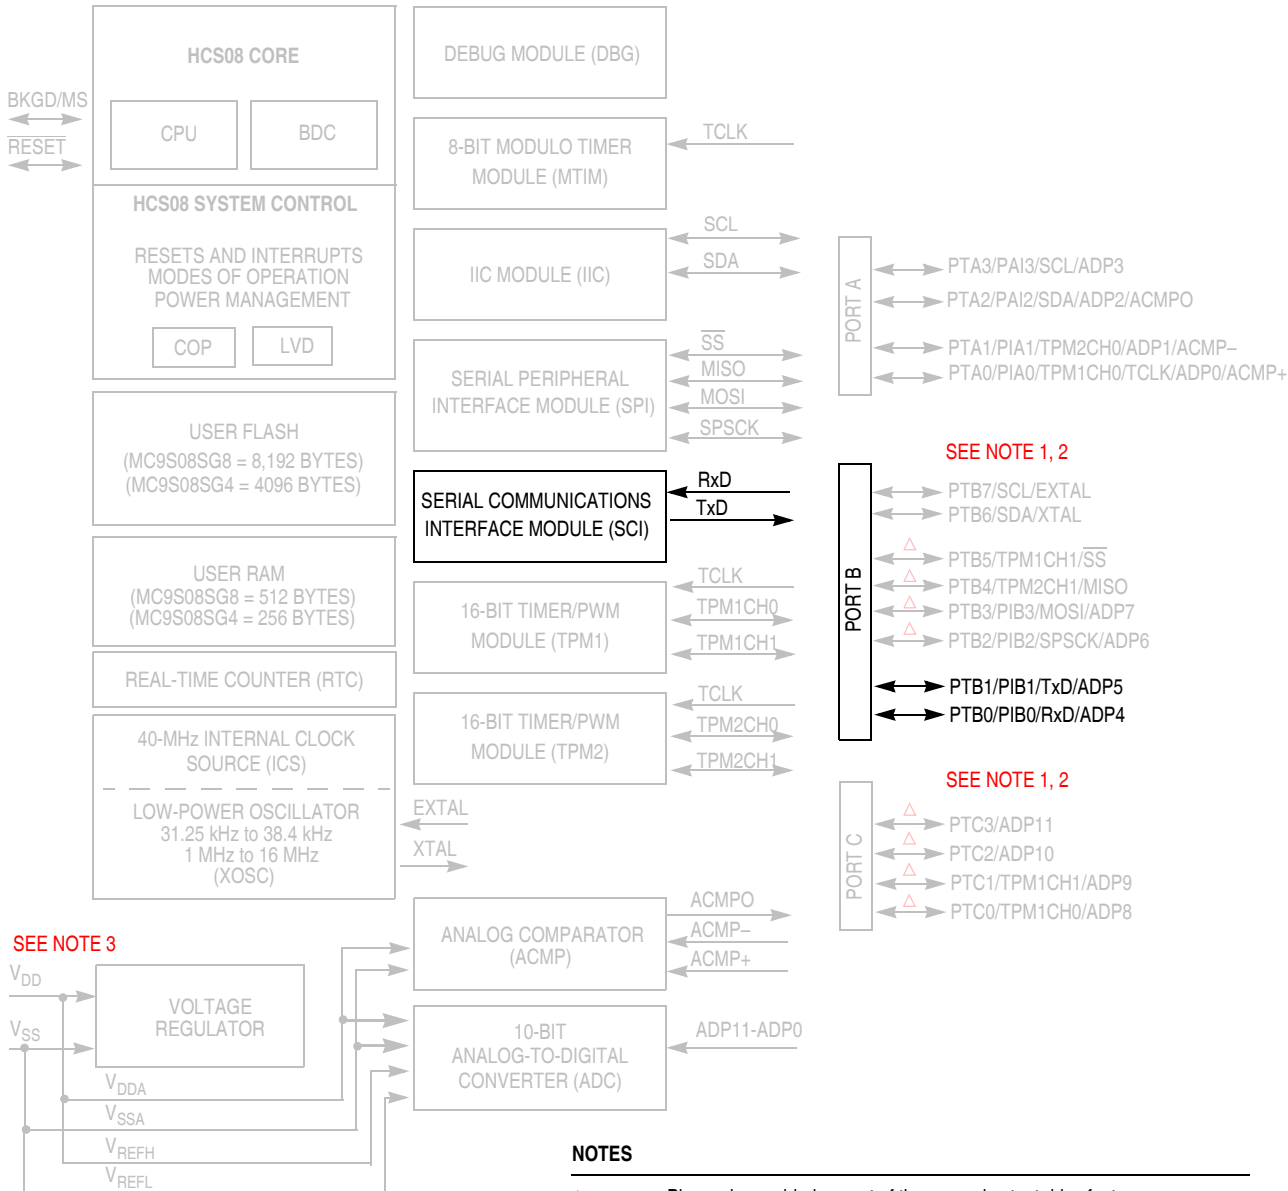 HCS08 CORE
BKGD/MS
RESET
CPU
BDC
HCS08 SYSTEM CONTROL
RESETS AND INTERRUPTS
MODES OF OPERATION
POWER MANAGEMENT
COP
LVD
USER FLASH
(MC9S08SG8 = 8,192 BYTES)
(MC9S08SG4 = 4096 BYTES)
USER RAM
(MC9S08SG8 = 512 BYTES)
(MC9S08SG4 = 256 BYTES)
REAL-TIME COUNTER (RTC)
40-MHz INTERNAL CLOCK
SOURCE (ICS)
LOW-POWER OSCILLATOR
31.25 kHz to 38.4 kHz
1 MHz to 16 MHz
(XOSC)
EXTAL
XTAL
SEE NOTE 3
VDD
VSS
VOLTAGE
REGULATOR
VDDA
VSSA
VREFH
VREFL
DEBUG MODULE (DBG)
8-BIT MODULO TIMER
MODULE (MTIM)
TCLK
IIC MODULE (IIC)
SCL
SDA
SERIAL PERIPHERAL
INTERFACE MODULE (SPI)
SS
MISO
MOSI
SPSCK
SERIAL COMMUNICATIONS
INTERFACE MODULE (SCI)
RxD
TxD
16-BIT TIMER/PWM
MODULE (TPM1)
TCLK
TPM1CH0
TPM1CH1
16-BIT TIMER/PWM
MODULE (TPM2)
TCLK
TPM2CH0
TPM2CH1
ANALOG COMPARATOR
(ACMP)
ACMPO
ACMP–
ACMP+
10-BIT
ANALOG-TO-DIGITAL
CONVERTER (ADC)
ADP11-ADP0
PORT A
PTA3/PAI3/SCL/ADP3
PTA2/PAI2/SDA/ADP2/ACMPO
PTA1/PIA1/TPM2CH0/ADP1/ACMP–
PTA0/PIA0/TPM1CH0/TCLK/ADP0/ACMP+
SEE NOTE 1, 2
PORT B
PTB7/SCL/EXTAL
PTB6/SDA/XTAL
PTB5/TPM1CH1/SS
PTB4/TPM2CH1/MISO
PTB3/PIB3/MOSI/ADP7
PTB2/PIB2/SPSCK/ADP6
PTB1/PIB1/TxD/ADP5
PTB0/PIB0/RxD/ADP4
SEE NOTE 1, 2
PORT C
PTC3/ADP11
PTC2/ADP10
PTC1/TPM1CH1/ADP9
PTC0/TPM1CH0/ADP8
NOTES